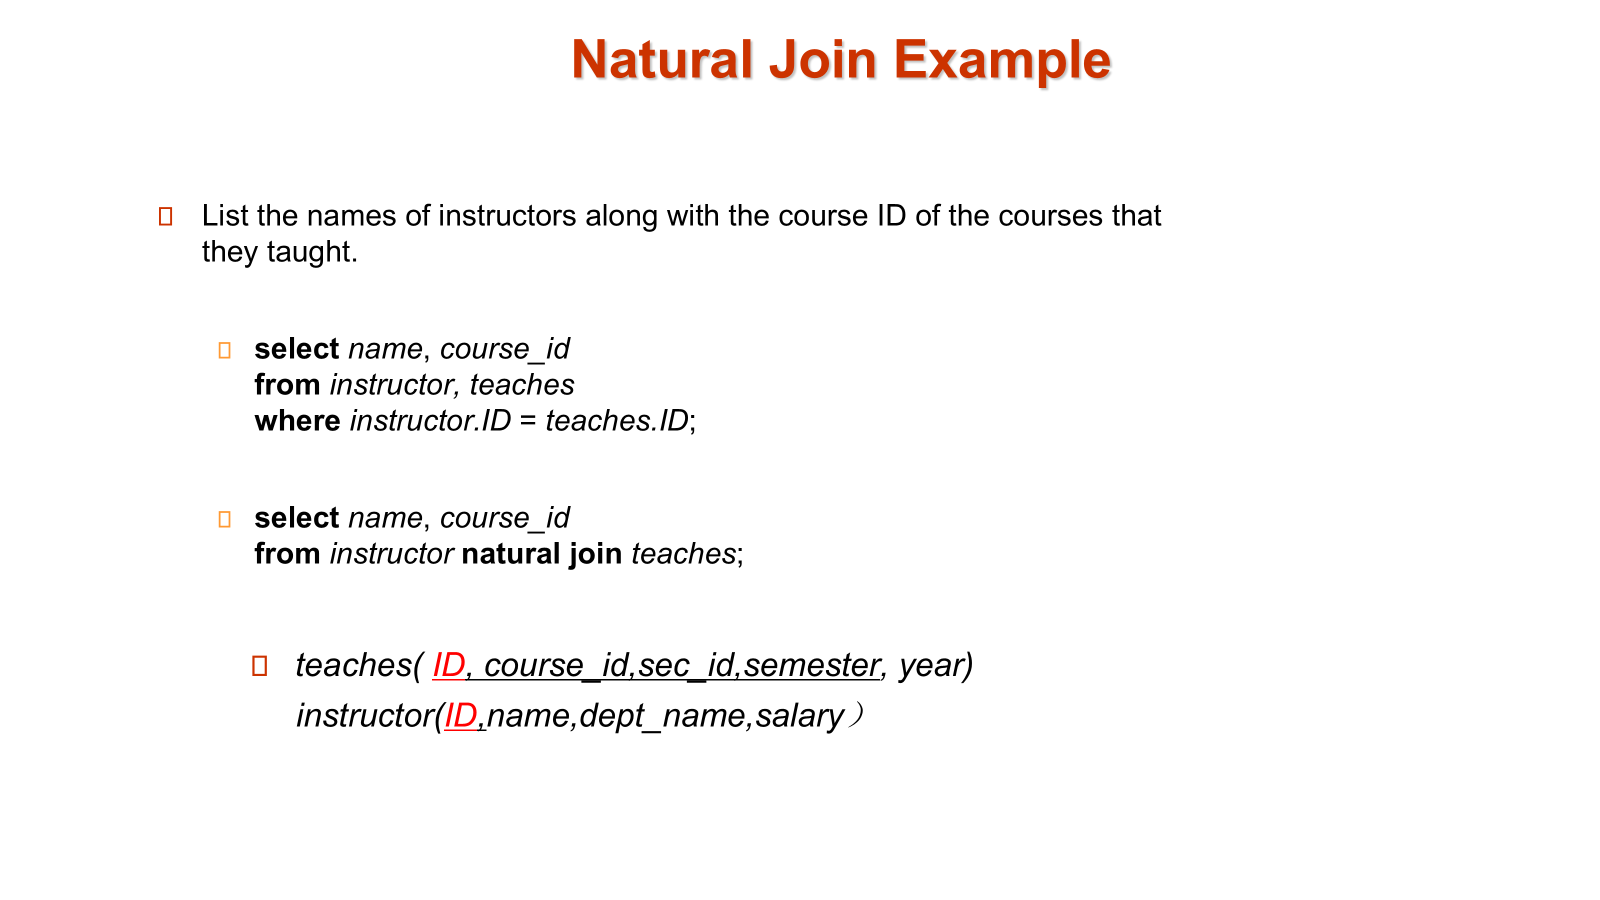 Natural Join Example
List the names of instructors along with the course ID of the courses that
they taught.
select name, course_id
from instructor, teaches
where instructor.ID = teaches.ID;
select name, course_id
from instructor natural join teaches;
teaches( ID, course_id,sec_id,semester, year)
instructor(ID,name,dept_name,salary）